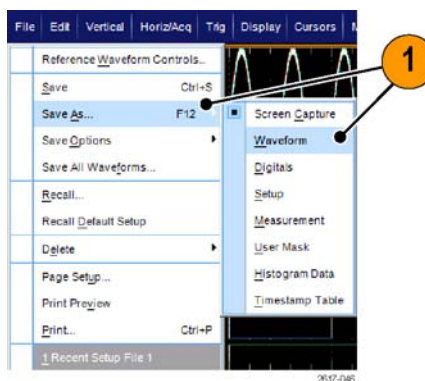 File Edit Vertical Horiz/Acq Trig Display Cursors
Reference Waveform Controls...
Save Ctrl+S
Save As... F12
Save Options
Save All Waveforms...
Recall...
Recall Default Setup
Delete
Page Setup...
Print Preview
Print... Ctrl+P
1 Recent Setup File 1
Screen Capture
Waveform
Digitals
Setup
Measurement
User Mask
Histogram Data
Timestamp Table
1
2617-046